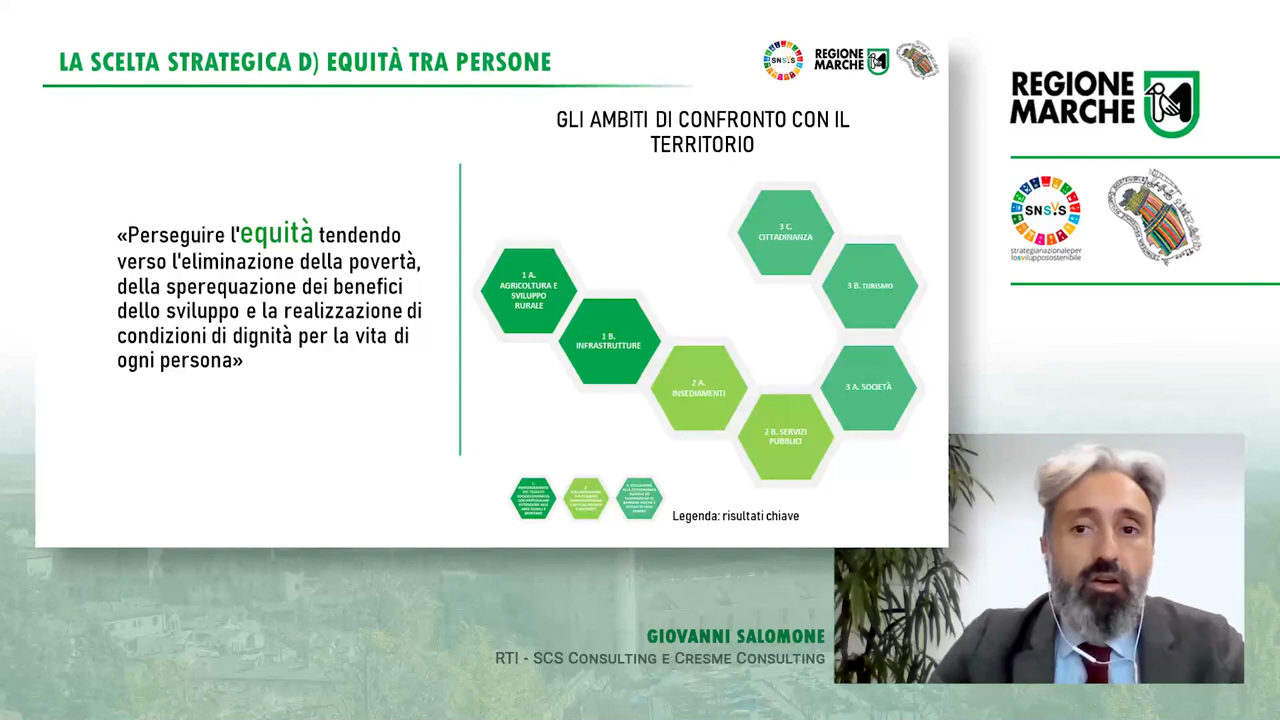 LA SCELTA STRATEGICA D) EQUITÀ TRA PERSONE
SNSvS
REGIONE
MARCHE
GLI AMBITI DI CONFRONTO CON IL
TERRITORIO
«Perseguire l'equità tendendo
verso l'eliminazione della povertà,
della sperequazione dei benefici
dello sviluppo e la realizzazione di
condizioni di dignità per la vita di
ogni persona»
1 A.
AGRICOLTURA E
SVILUPPO
RURALE
1 B.
INFRASTRUTTURE
2 A.
INSEDIAMENTI
2 B. SERVIZI
PUBBLICI
3 A. SOCIETÀ
3 B. TURISMO
3 C.
CITTADINANZA
Legenda: risultati chiave
REGIONE
MARCHE
SNSvS
strategianazionaleper
losvilupposostenibile
GIOVANNI SALOMONE
RTI - SCS CONSULTING E CRESME CONSULTING